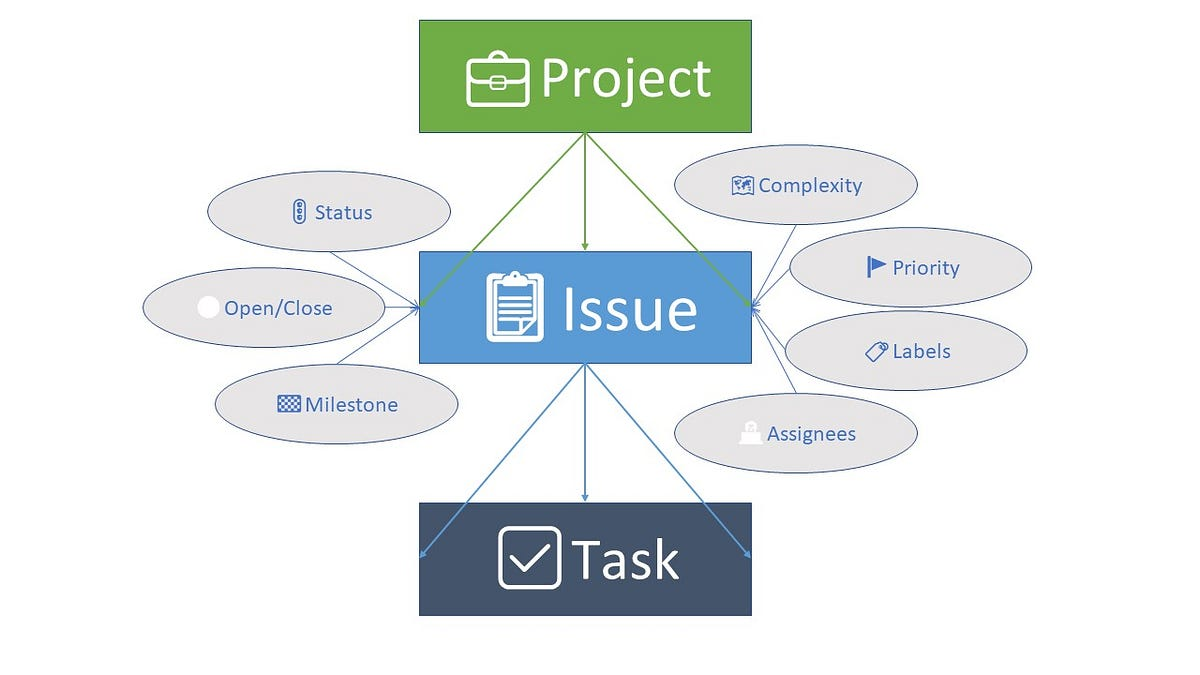 Project
Status
Complexity
Priority
Open/Close
Issue
Labels
Milestone
Assignees
Task